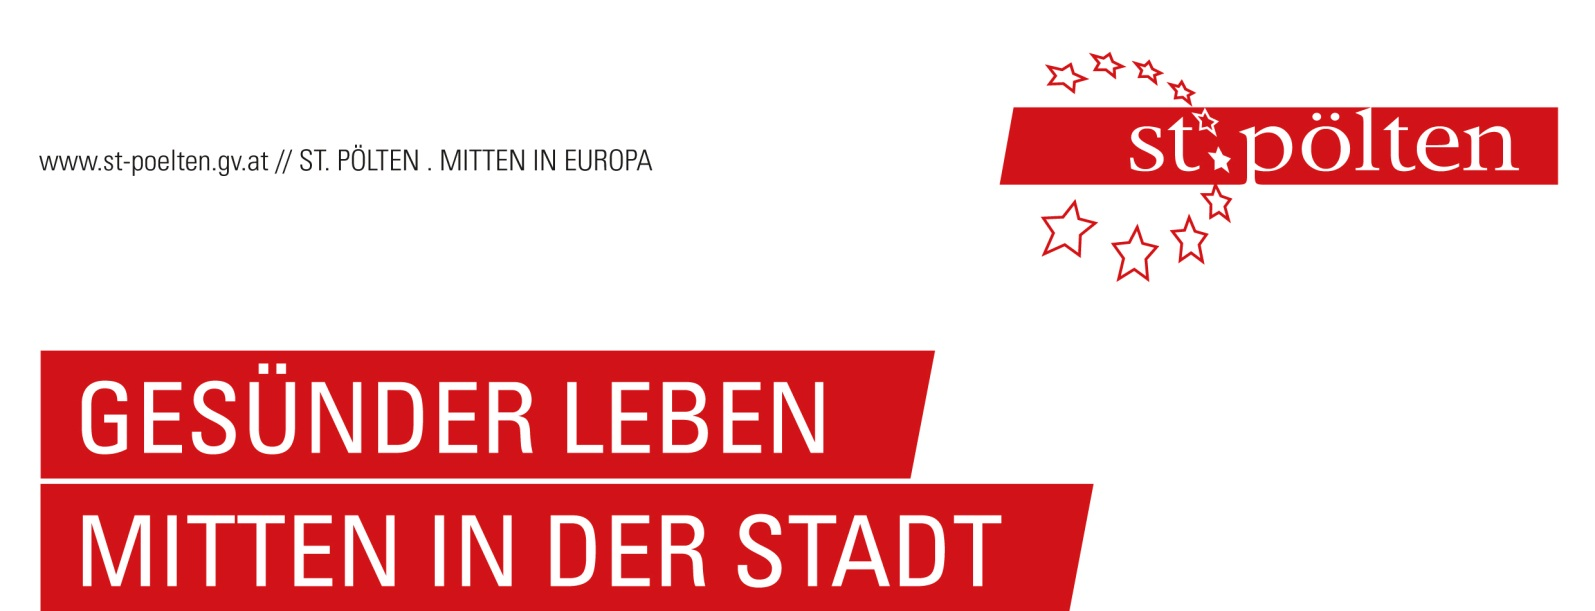 www.st-poelten.gv.at // ST. PÖLTEN . MITTEN IN EUROPA
st pölten
GESÜNDER LEBEN
MITTEN IN DER STADT